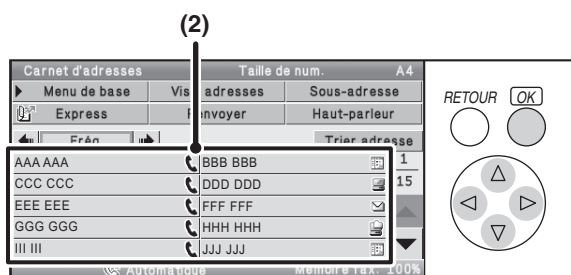 (2)
Carnet d'adresses Taille de num. A4
Menu de base Vis. adresses Sous-adresse
Express Envoyer Haut-parleur
Fréq. Trier adresse
AAA AAA BBB BBB 1
CCC CCC DDD DDD 15
EEE EEE FFF FFF
GGG GGG HHH HHH
III III JJJ JJJ
Automatique Mémoire fax: 100%
RETOUR OK